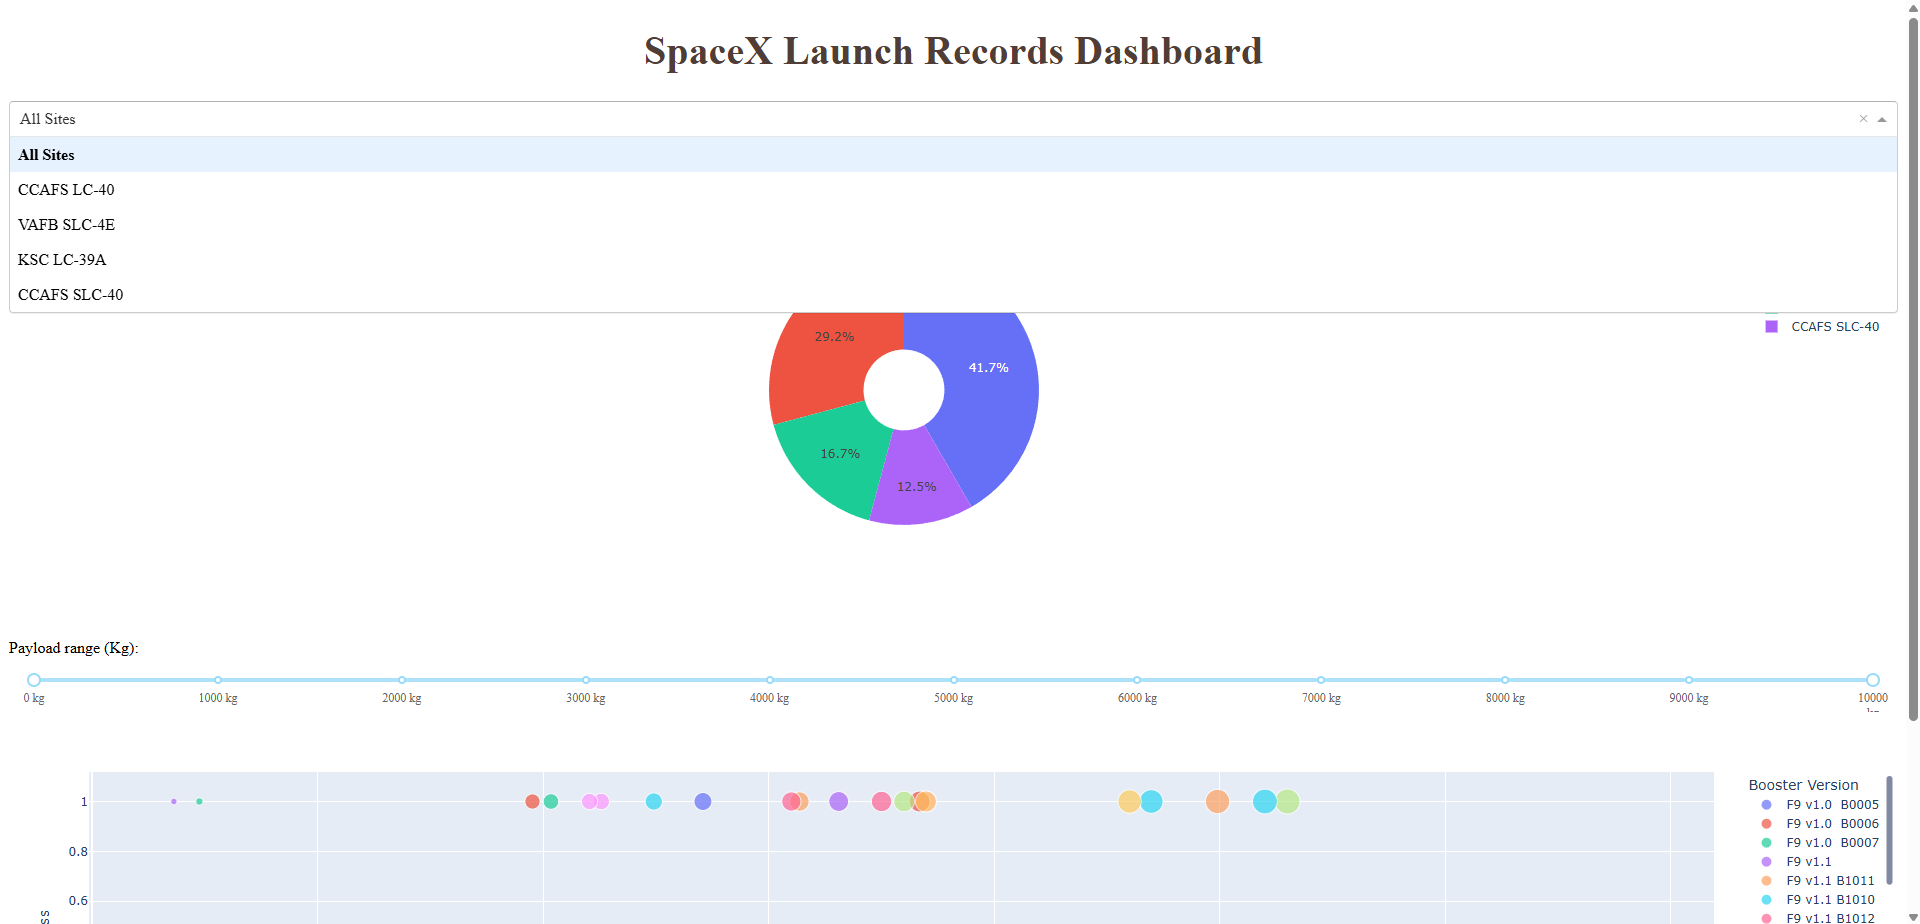 SpaceX Launch Records Dashboard
All Sites
All Sites
CCAFS LC-40
VAFB SLC-4E
KSC LC-39A
CCAFS SLC-40
CCAFS SLC-40
29.2%
41.7%
16.7%
12.5%
Payload range (Kg):
0 kg 1000 kg 2000 kg 3000 kg 4000 kg 5000 kg 6000 kg 7000 kg 8000 kg 9000 kg 10000
1
0.8
0.6
Booster Version
F9 v1.0 B0005
F9 v1.0 B0006
F9 v1.0 B0007
F9 v1.1
F9 v1.1 B1011
F9 v1.1 B1010
F9 v1.1 B1012